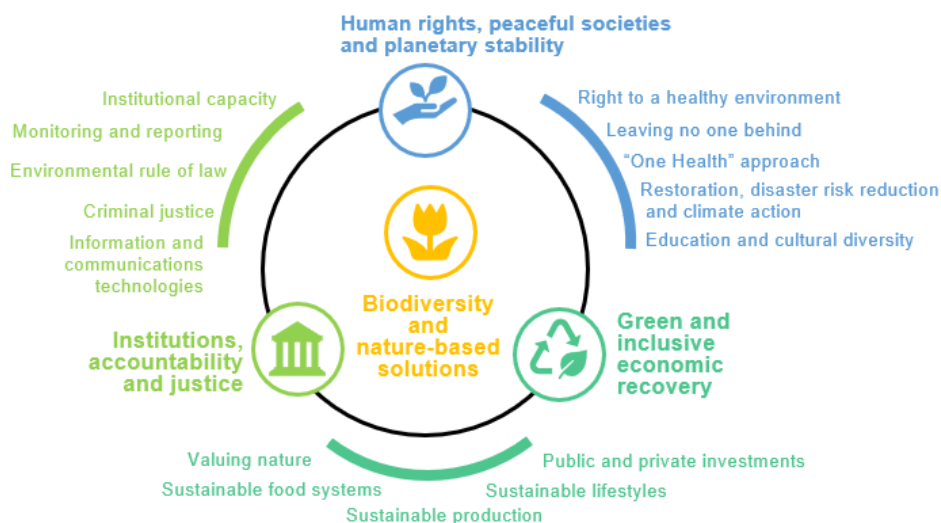 Human rights, peaceful societies
and planetary stability
Institutional capacity
Monitoring and reporting
Environmental rule of law
Criminal justice
Information and
communications
technologies
Right to a healthy environment
Leaving no one behind
“One Health” approach
Restoration, disaster risk reduction
and climate action
Education and cultural diversity
Biodiversity
and
nature-based
solutions
Institutions,
accountability
and justice
Green and
inclusive
economic
recovery
Valuing nature
Sustainable food systems
Sustainable production
Sustainable lifestyles
Public and private investments